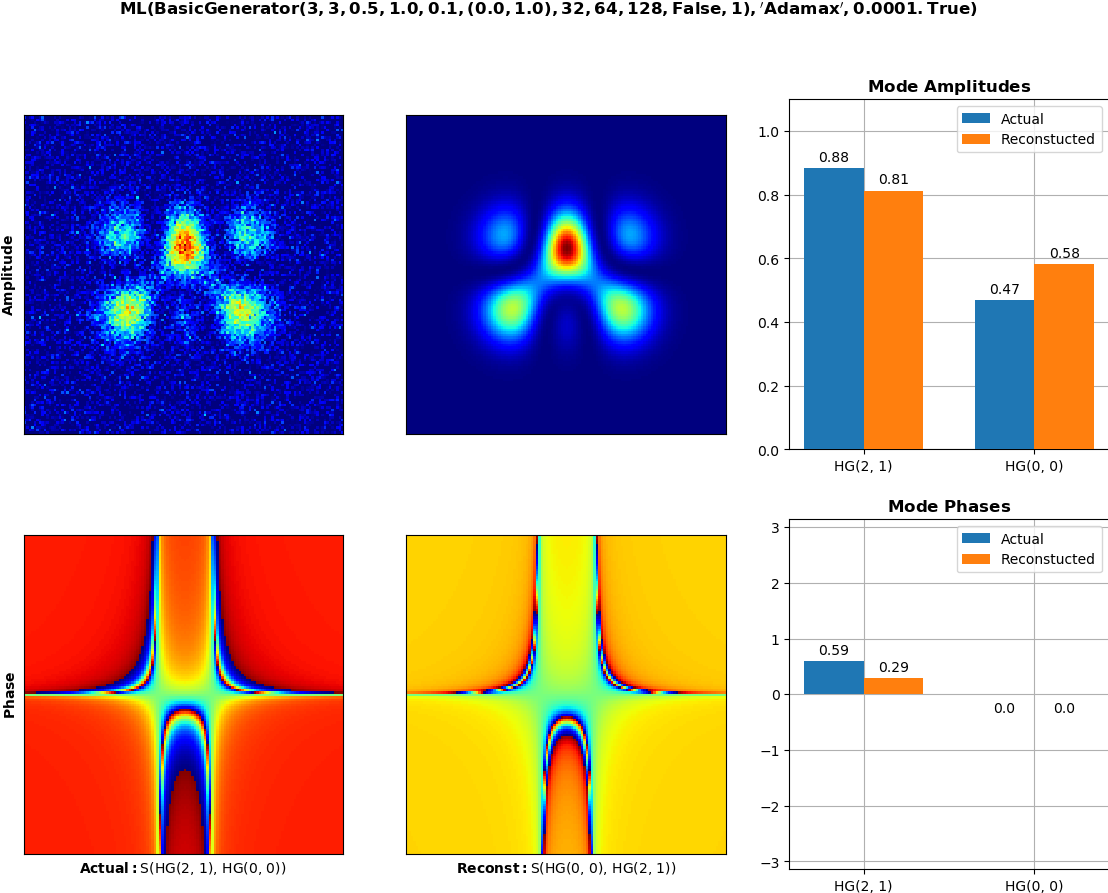 ML(BasicGenerator(3, 3, 0.5, 1.0, 0.1, (0.0, 1.0), 32, 64, 128, False, 1), ′Adamax′, 0.0001. True)
Amplitude
Mode Amplitudes
Actual
Reconstucted
1.0
0.8
0.6
0.4
0.2
0.0
0.88
0.81
0.47
0.58
HG(2, 1)
HG(0, 0)
Phase
Actual: S(HG(2, 1), HG(0, 0))
Reconst: S(HG(0, 0), HG(2, 1))
Mode Phases
Actual
Reconstucted
3
2
1
0
−1
−2
−3
0.59
0.29
0.0
0.0
HG(2, 1)
HG(0, 0)